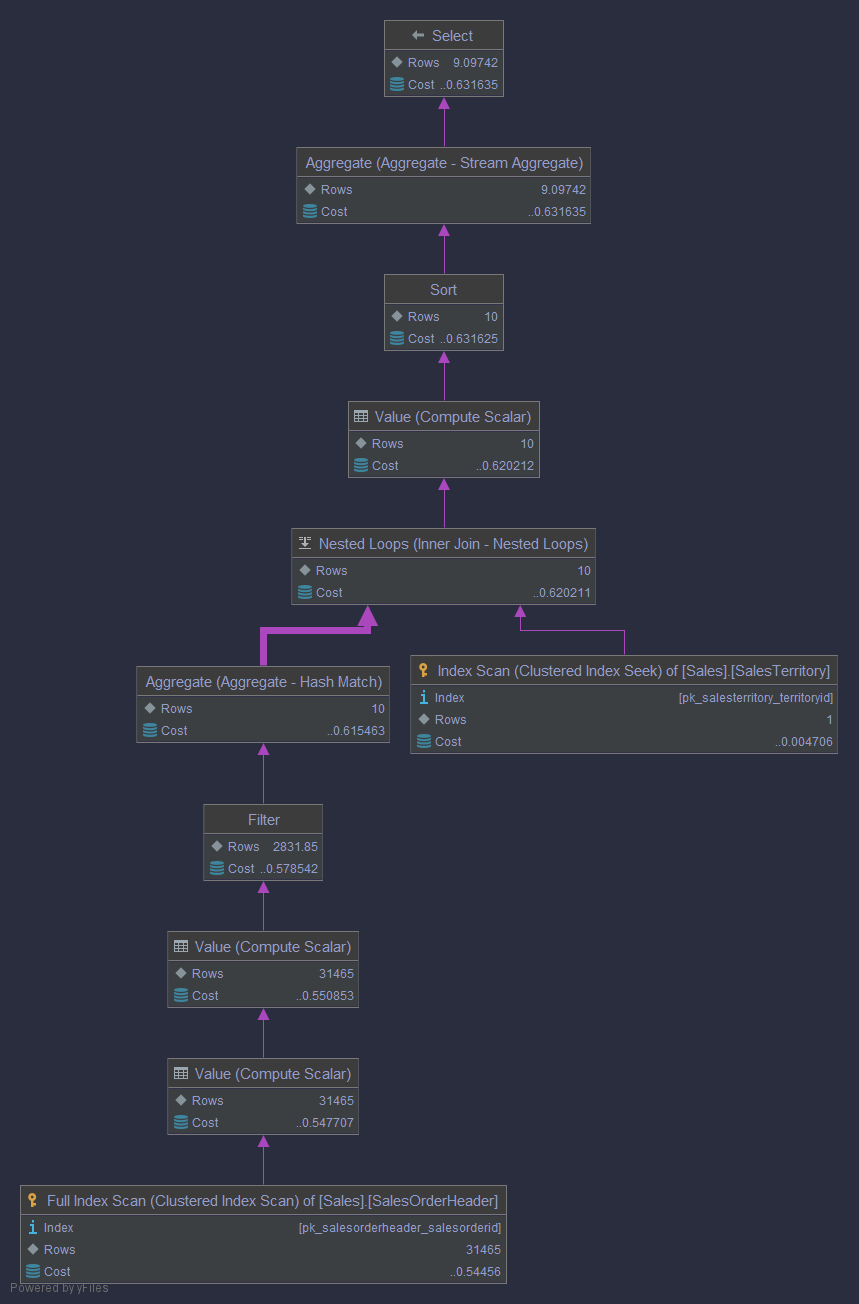 Select
Rows 9.09742
Cost ..0.631635
Aggregate (Aggregate - Stream Aggregate)
Rows 9.09742
Cost ..0.631635
Sort
Rows 10
Cost ..0.631625
Value (Compute Scalar)
Rows 10
Cost ..0.620212
Nested Loops (Inner Join - Nested Loops)
Rows 10
Cost ..0.620211
Aggregate (Aggregate - Hash Match)
Rows 10
Cost ..0.615463
Index Scan (Clustered Index Seek) of [Sales].[SalesTerritory]
Index [pk_salesterritory_territoryid]
Rows 1
Cost ..0.004706
Filter
Rows 2831.85
Cost ..0.578542
Value (Compute Scalar)
Rows 31465
Cost ..0.550853
Value (Compute Scalar)
Rows 31465
Cost ..0.547707
Full Index Scan (Clustered Index Scan) of [Sales].[SalesOrderHeader]
Index [pk_salesorderheader_salesorderid]
Rows 31465
Cost ..0.54456
Powered by yFiles